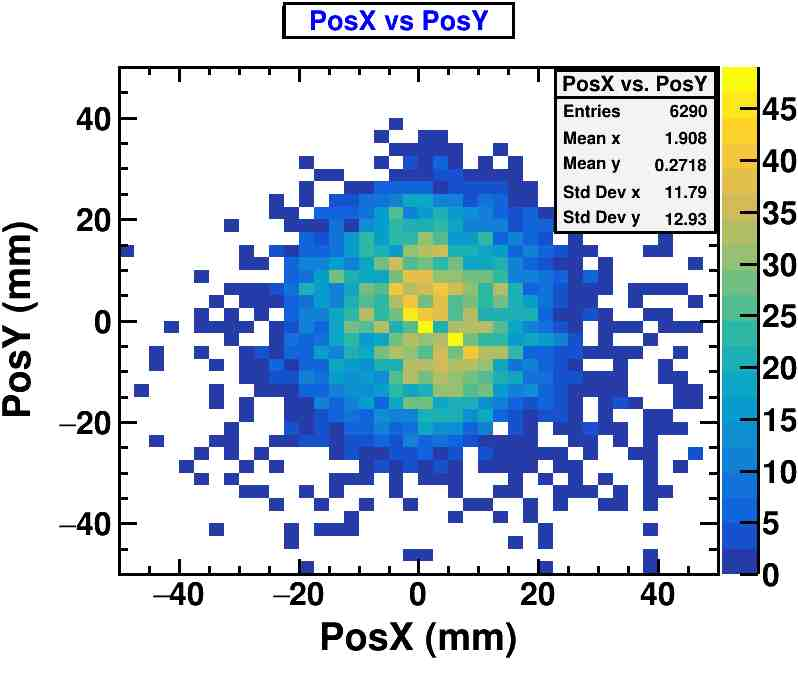 PosX vs PosY
PosX vs. PosY
Entries 6290
Mean x 1.908
Mean y 0.2718
Std Dev x 11.79
Std Dev y 12.93
40
20
0
−20
−40
PosY (mm)
−40 −20 0 20 40
PosX (mm)
45
40
35
30
25
20
15
10
5
0